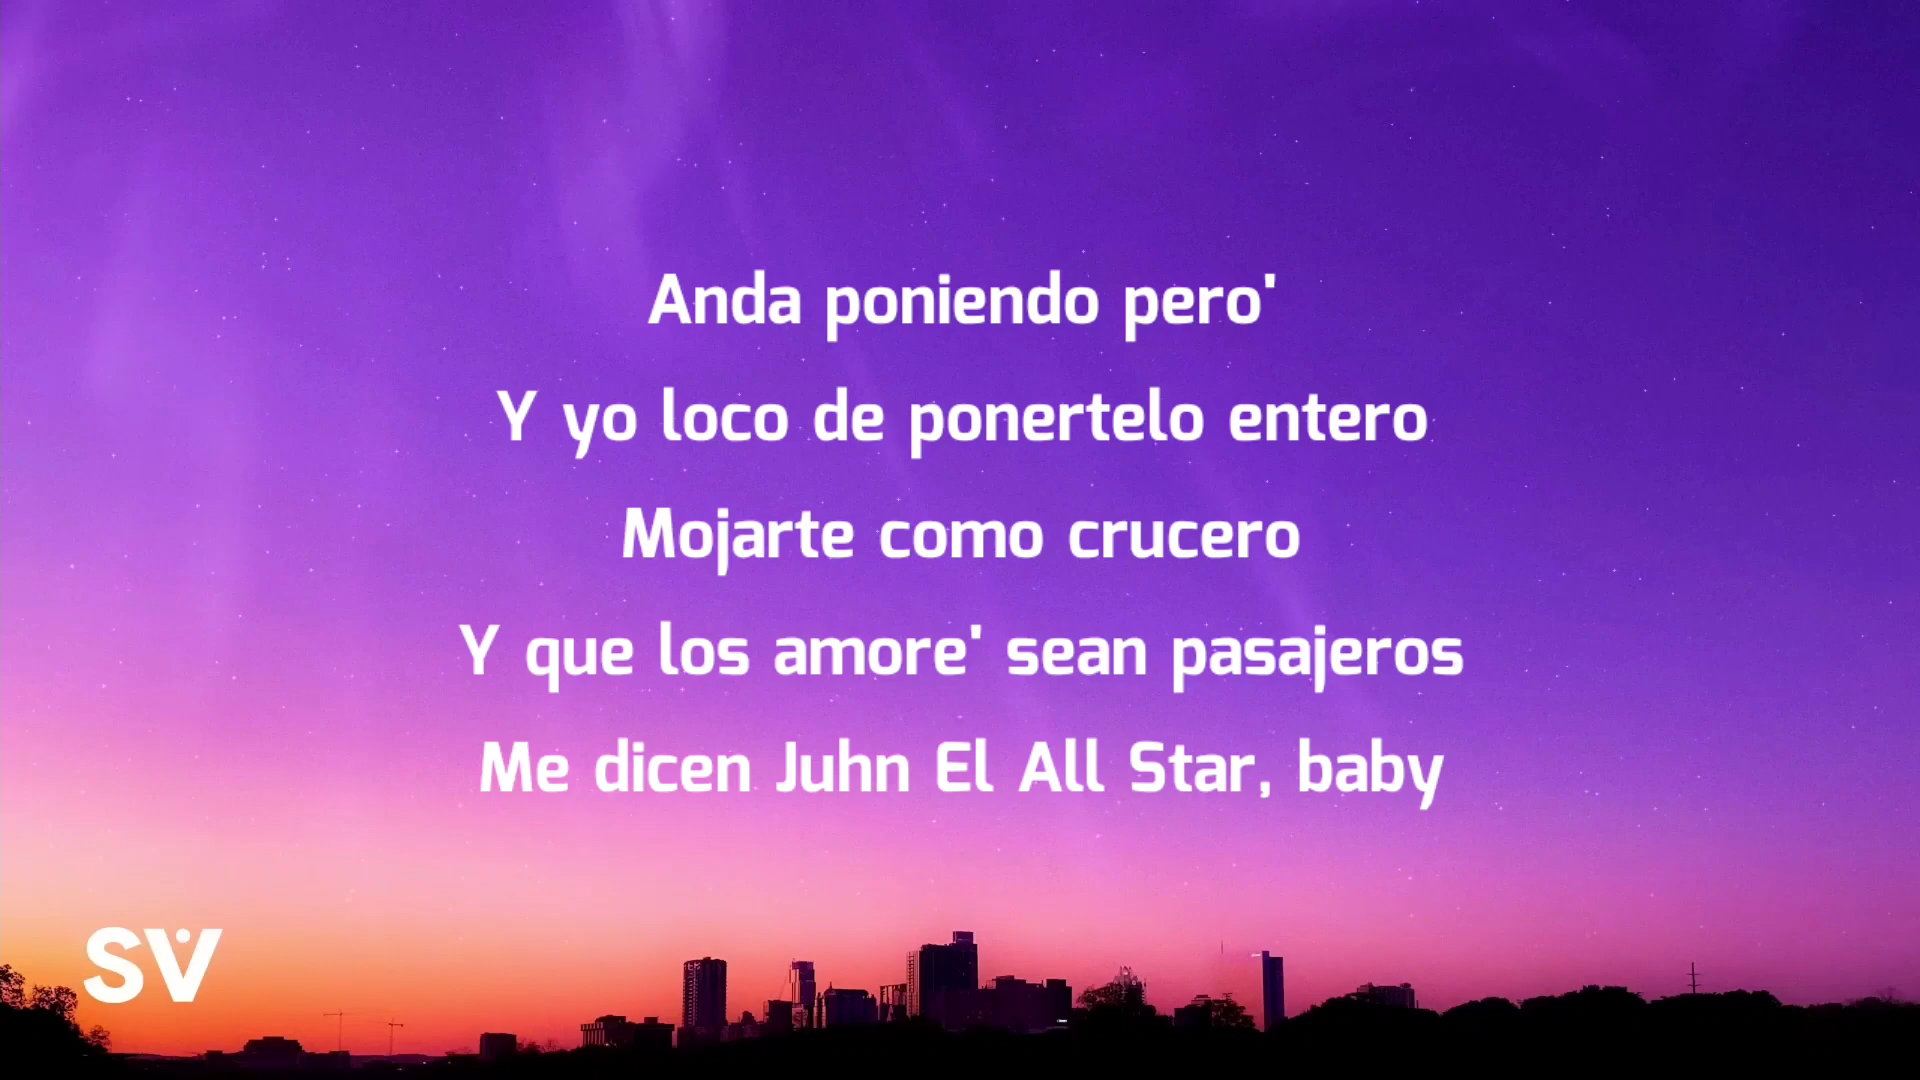 Anda poniendo pero'
Y yo loco de ponertelo entero
Mojarte como crucero
Y que los amore' sean pasajeros
Me dicen Juhn El All Star, baby
SV